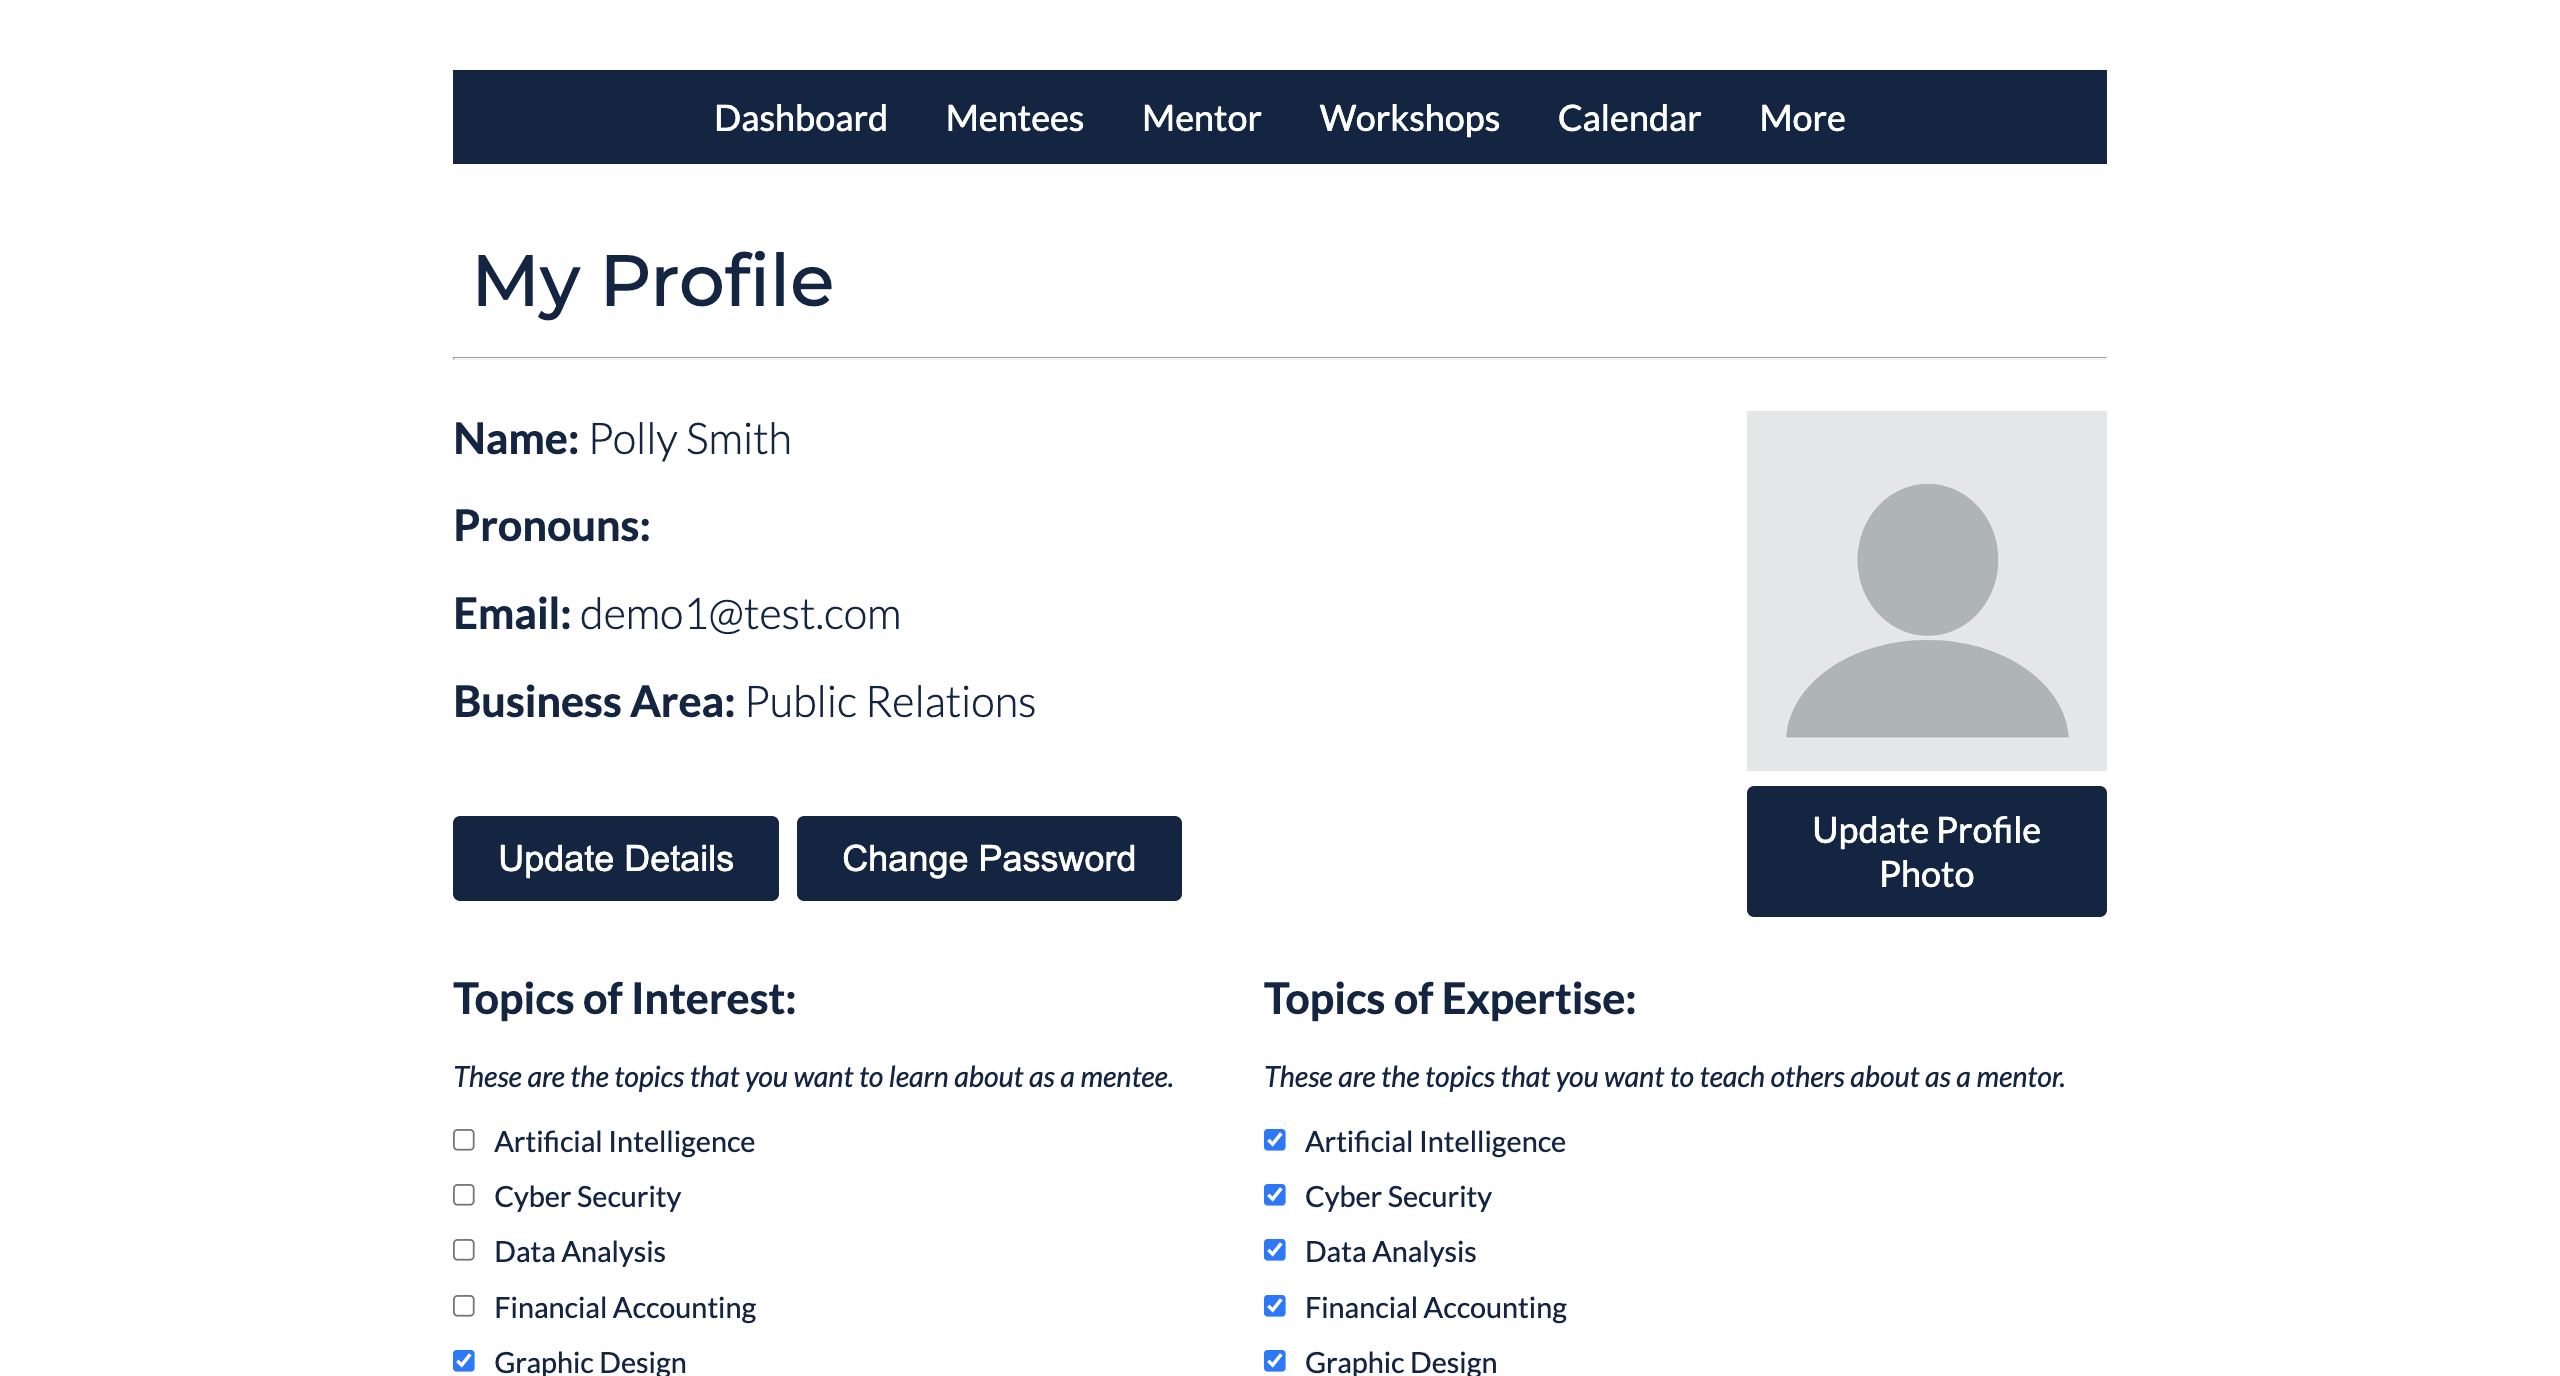 Dashboard Mentees Mentor Workshops Calendar More
My Profile
Name: Polly Smith
Pronouns:
Email: demo1@test.com
Business Area: Public Relations
Update Details
Change Password
Update Profile
Photo
Topics of Interest:
These are the topics that you want to learn about as a mentee.
Artificial Intelligence
Cyber Security
Data Analysis
Financial Accounting
Graphic Design
Topics of Expertise:
These are the topics that you want to teach others about as a mentor.
Artificial Intelligence
Cyber Security
Data Analysis
Financial Accounting
Graphic Design